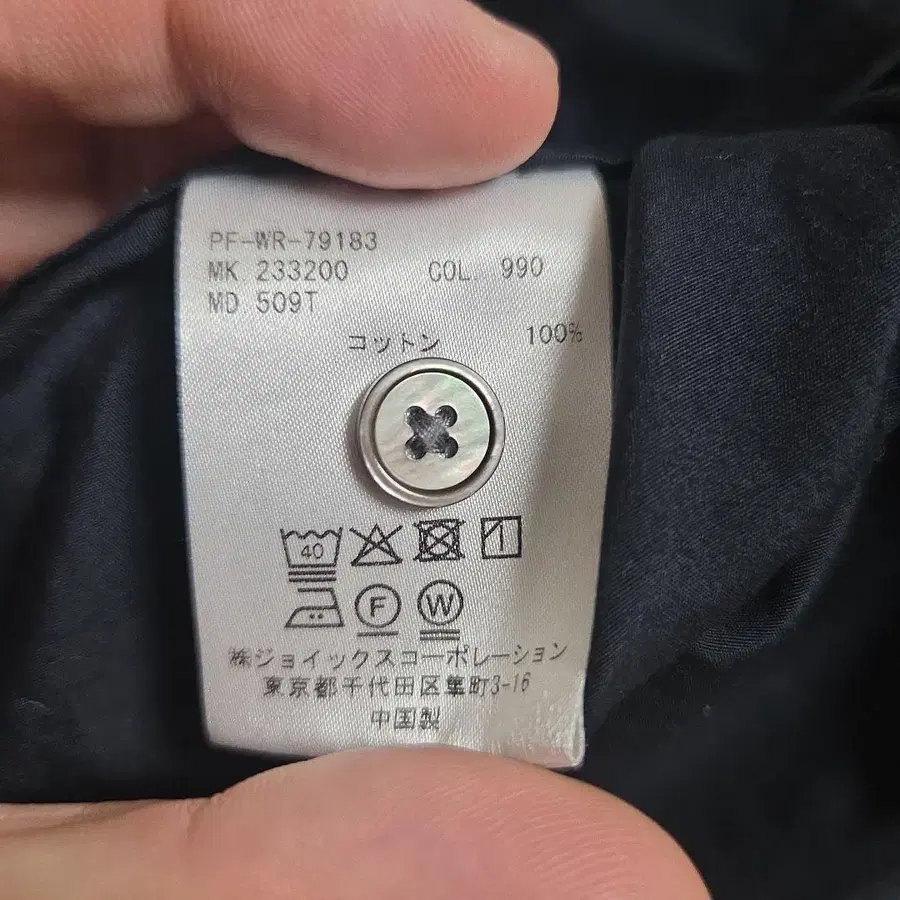 PF-WR-79183
MK.233200 COL 990
MD.509T
コットン 100%
40
F W
㈱ジョイックスコーポレーション
東京都千代田区隼町3-16
中国製